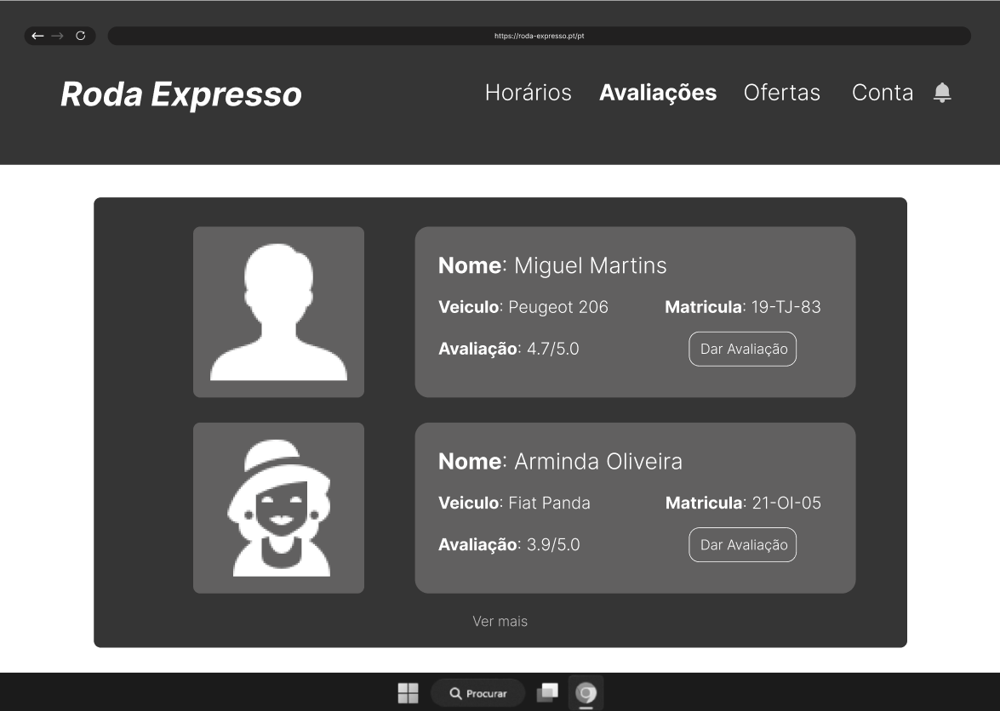 https://roda-expresso.pt/pt
Roda Expresso
Horários Avaliações Ofertas Conta
Nome: Miguel Martins
Veiculo: Peugeot 206 Matricula: 19-TJ-83
Avaliação: 4.7/5.0 Dar Avaliação
Nome: Arminda Oliveira
Veiculo: Fiat Panda Matricula: 21-OI-05
Avaliação: 3.9/5.0 Dar Avaliação
Ver mais
Procurar